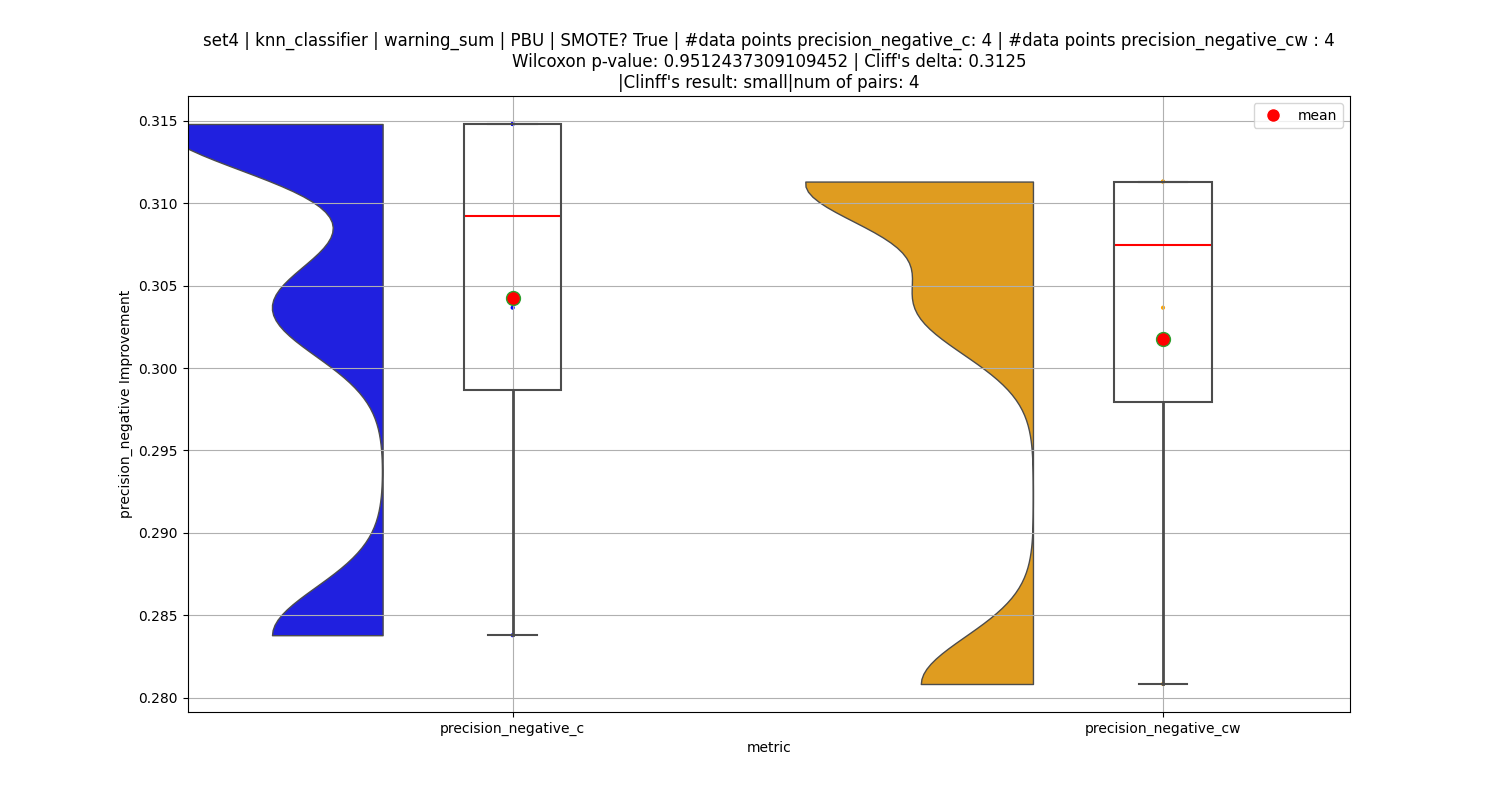 set4 | knn_classifier | warning_sum | PBU | SMOTE? True | #data points precision_negative_c: 4 | #data points precision_negative_cw : 4
Wilcoxon p-value: 0.9512437309109452 | Cliff's delta: 0.3125
|Clinff's result: small|num of pairs: 4
mean
precision_negative Improvement
0.315
0.310
0.305
0.300
0.295
0.290
0.285
0.280
precision_negative_c
precision_negative_cw
metric